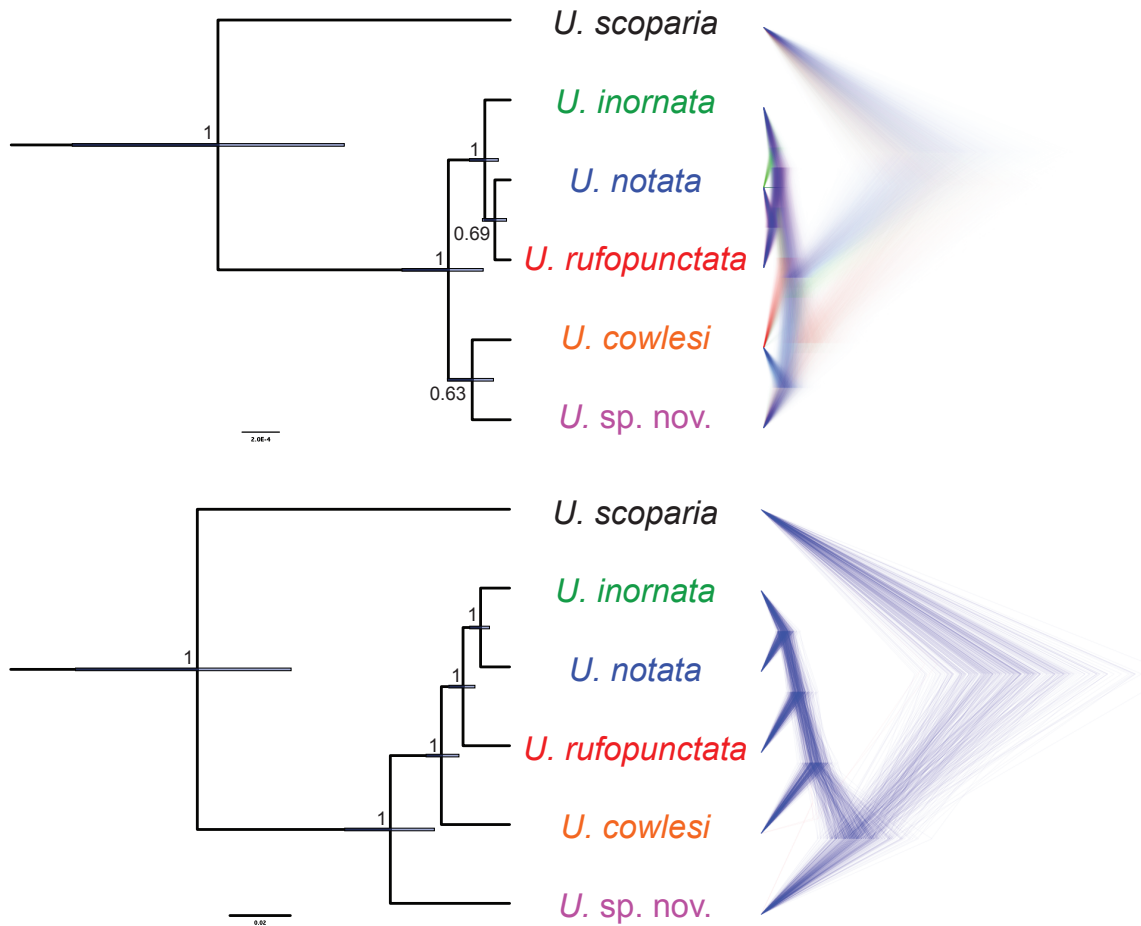 U. scoparia
U. inornata
1
1
U. notata
0.69
U. rufopunctata
1
U. cowlesi
0.63
U. sp. nov.
2.0E-4
U. scoparia
U. inornata
1
1
U. notata
1
U. rufopunctata
1
U. cowlesi
1
U. sp. nov.
0.02